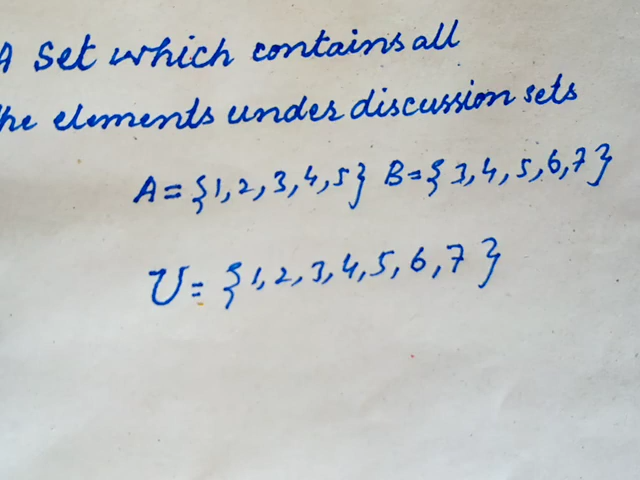 A Set which contains all
the elements under discussion sets
A = {1, 2, 3, 4, 5} B = {3, 4, 5, 6, 7}
U = {1, 2, 3, 4, 5, 6, 7}